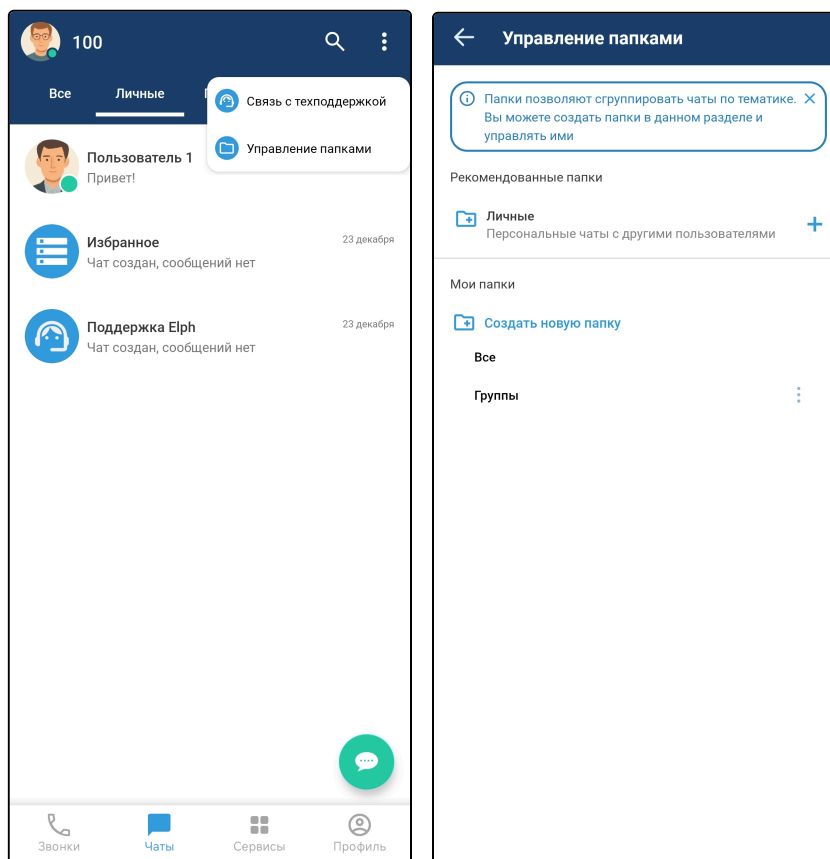 100
Все
Личные
Связь с техподдержкой
Управление папками
Пользователь 1
Привет!
Избранное
23 декабря
Чат создан, сообщений нет
Поддержка Elph
23 декабря
Чат создан, сообщений нет
Звонки
Чаты
Сервисы
Профиль
Управление папками
Папки позволяют сгруппировать чаты по тематике.
Вы можете создать папки в данном разделе и
управлять ими
Рекомендованные папки
Личные
Персональные чаты с другими пользователями
Мои папки
Создать новую папку
Все
Группы